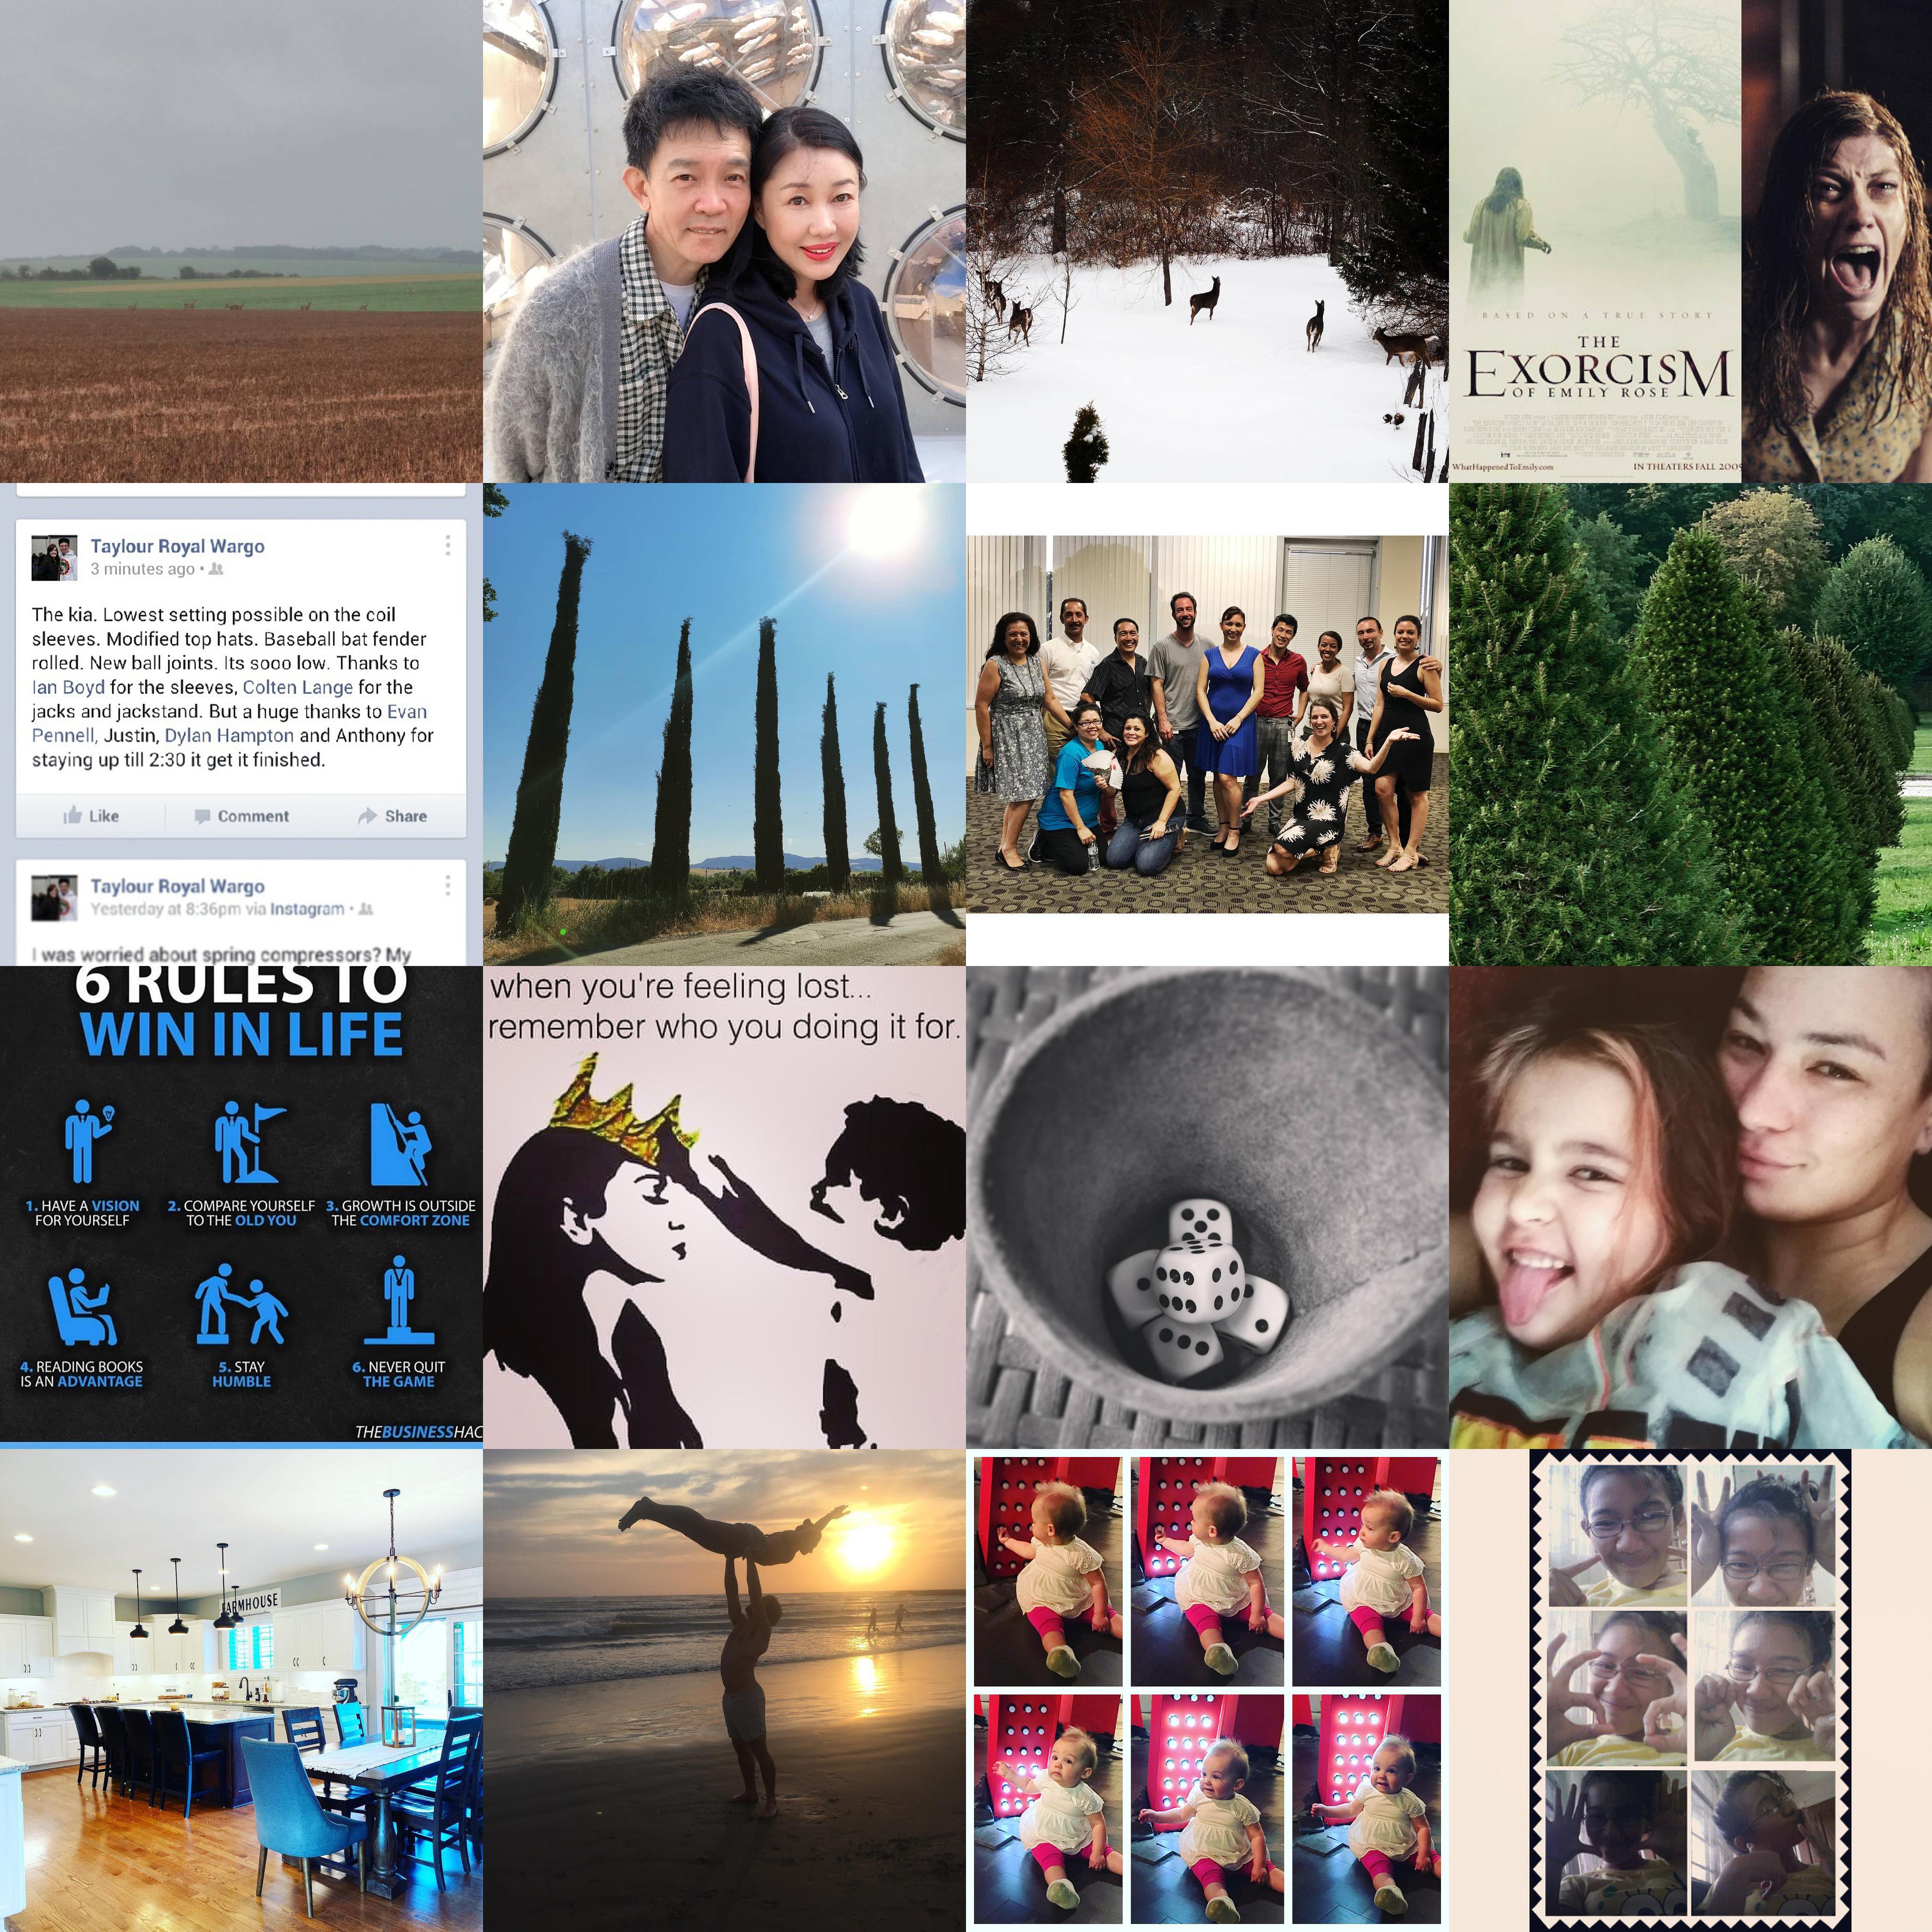 BASED ON A TRUE STORY
THE
EXORCISM
OF EMILY ROSE
WhatHappenedToEmily.com
IN THEATERS FALL 2005
Taylour Royal Wargo
3 minutes ago •
The kia. Lowest setting possible on the coil
sleeves. Modified top hats. Baseball bat fender
rolled. New ball joints. Its sooo low. Thanks to
Ian Boyd for the sleeves, Colten Lange for the
jacks and jackstand. But a huge thanks to Evan
Pennell, Justin, Dylan Hampton and Anthony for
staying up till 2:30 it get it finished.
Like
Comment
Share
Taylour Royal Wargo
Yesterday at 8:36pm via Instagram •
I was worried about spring compressors? My
6 RULES TO
WIN IN LIFE
1. HAVE A VISION
FOR YOURSELF
2. COMPARE YOURSELF
TO THE OLD YOU
3. GROWTH IS OUTSIDE
THE COMFORT ZONE
4. READING BOOKS
IS AN ADVANTAGE
5. STAY
HUMBLE
6. NEVER QUIT
THE GAME
THEBUSINESSHAC
when you're feeling lost...
remember who you doing it for.
FARMHOUSE